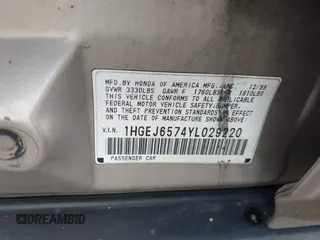 MFD. BY HONDA OF AMERICA MFG., INC. 12/99
GVWR 3330LBS GAWR F 1760LBS R 1610LBS
THIS VEHICLE CONFORMS TO ALL APPLICABLE
FEDERAL MOTOR VEHICLE SAFETY, BUMPER,
AND THEFT PREVENTION STANDARDS IN
EFFECT ON THE DATE OF MANUFACTURE
SHOWN ABOVE.
V.I.N. 1HGEJ6574YL029220
PASSENGER CAR
DREAMBID